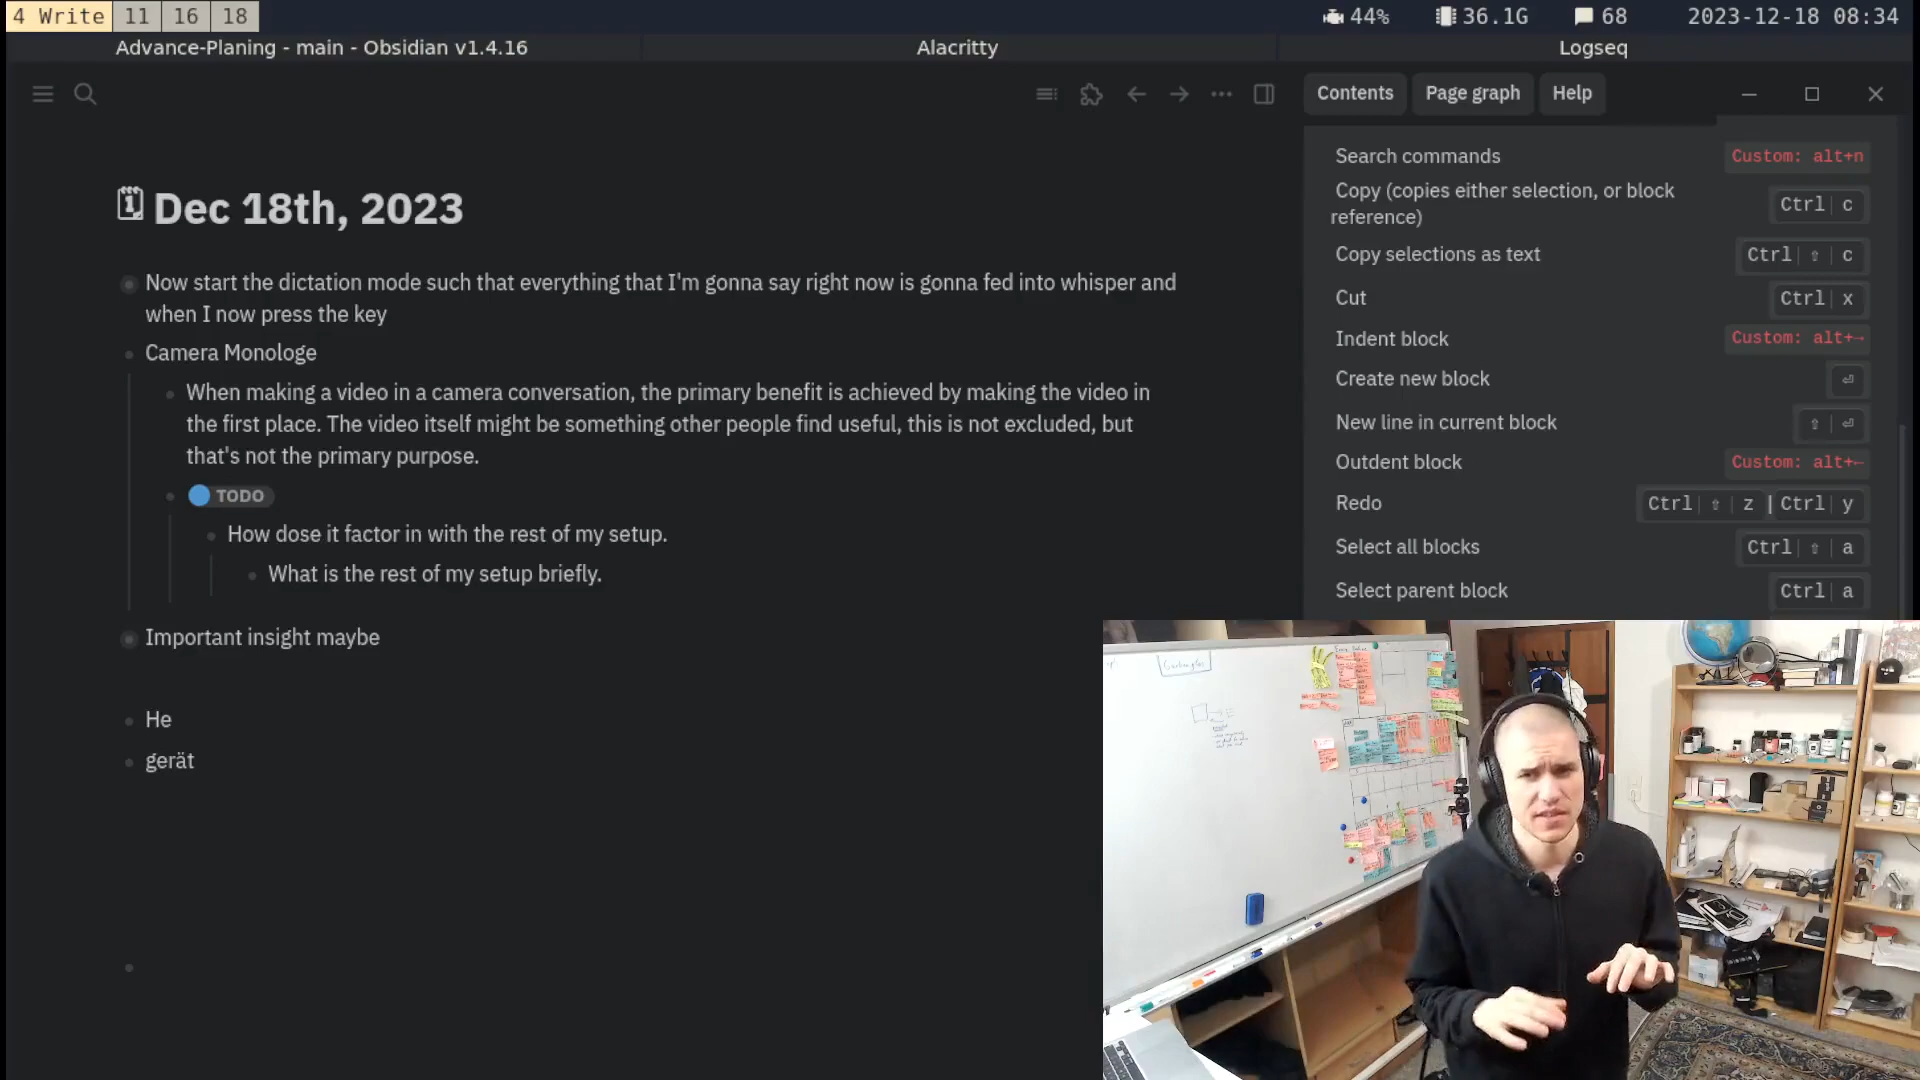 4 Write 11 16 18 44% 36.1G 68 2023-12-18 08:34
Advance-Planing - main - Obsidian v1.4.16 Alacritty Logseq
Contents Page graph Help
Dec 18th, 2023
Now start the dictation mode such that everything that I'm gonna say right now is gonna fed into whisper and
when I now press the key
Camera Monologe
When making a video in a camera conversation, the primary benefit is achieved by making the video in
the first place. The video itself might be something other people find useful, this is not excluded, but
that's not the primary purpose.
TODO
How dose it factor in with the rest of my setup.
What is the rest of my setup briefly.
Important insight maybe
He
gerät
Search commands Custom: alt+n
Copy (copies either selection, or block
reference) Ctrl c
Copy selections as text Ctrl ⇧ c
Cut Ctrl x
Indent block Custom: alt+→
Create new block ⏎
New line in current block ⇧ ⏎
Outdent block Custom: alt+←
Redo Ctrl ⇧ z | Ctrl y
Select all blocks Ctrl ⇧ a
Select parent block Ctrl a